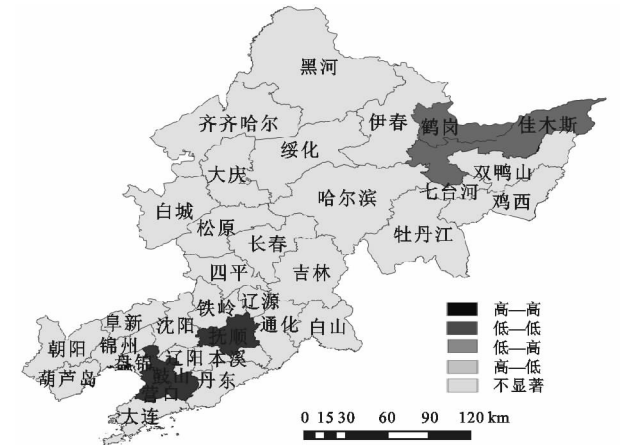 黑河
齐齐哈尔
伊春
鹤岗
佳木斯
绥化
大庆
双鸭山
七台河
鸡西
哈尔滨
白城
松原
牡丹江
长春
四平
吉林
铁岭
辽源
阜新
沈阳
抚顺
通化
白山
朝阳
锦州
盘锦
辽阳
本溪
葫芦岛
鞍山
丹东
营口
大连
高—高
低—低
低—高
高—低
不显著
0 15 30 60 90 120 km